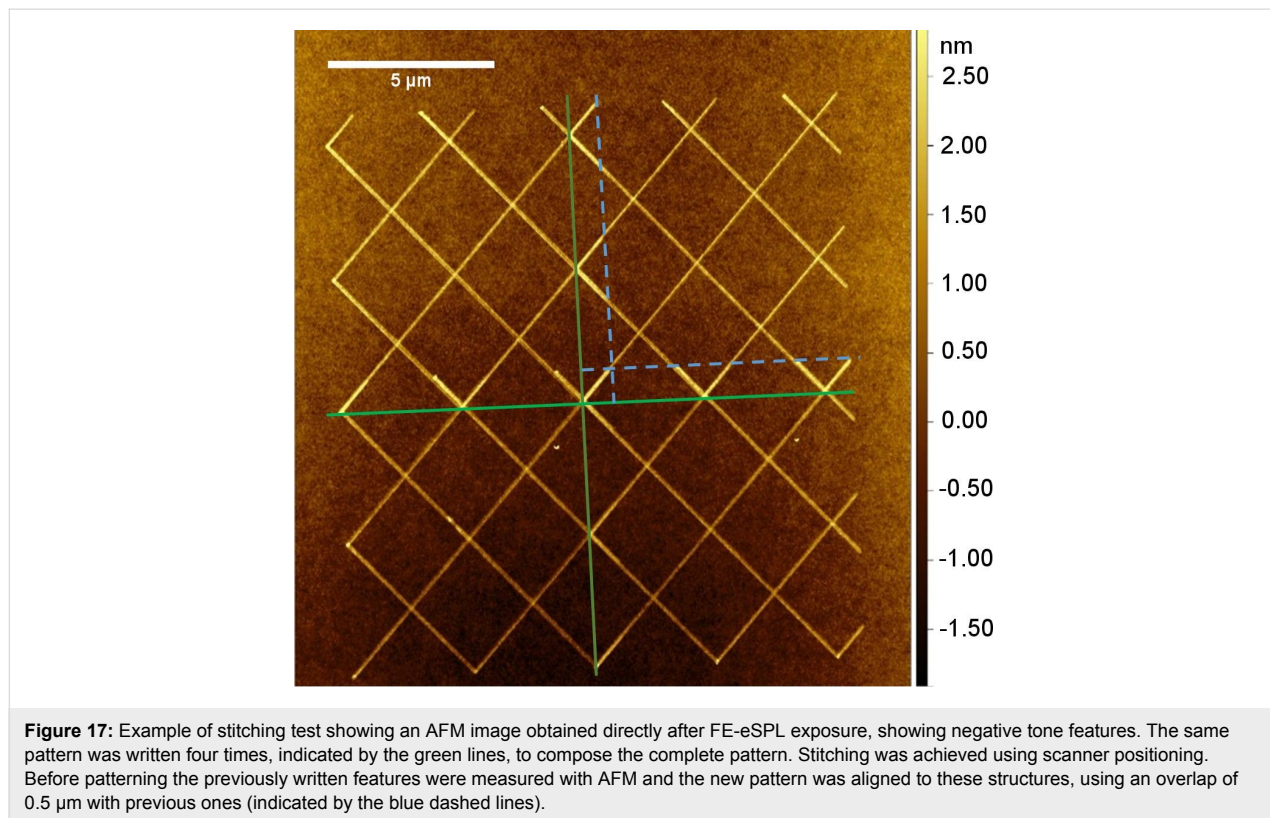 5 µm
nm
2.50
2.00
1.50
1.00
0.50
0.00
-0.50
-1.00
-1.50
Figure 17: Example of stitching test showing an AFM image obtained directly after FE-eSPL exposure, showing negative tone features. The same
pattern was written four times, indicated by the green lines, to compose the complete pattern. Stitching was achieved using scanner positioning.
Before patterning the previously written features were measured with AFM and the new pattern was aligned to these structures, using an overlap of
0.5 µm with previous ones (indicated by the blue dashed lines).